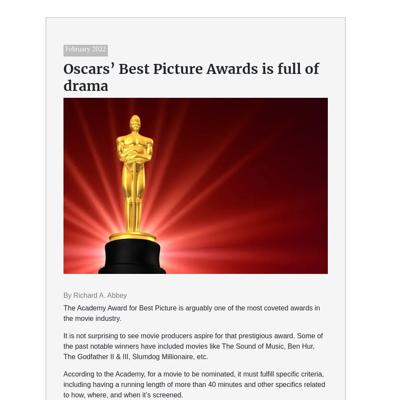 February 2022
Oscars’ Best Picture Awards is full of
drama
By Richard A. Abbey
The Academy Award for Best Picture is arguably one of the most coveted awards in
the movie industry.
It is not surprising to see movie producers aspire for that prestigious award. Some of
the past notable winners have included movies like The Sound of Music, Ben Hur,
The Godfather II & III, Slumdog Millionaire, etc.
According to the Academy, for a movie to be nominated, it must fulfill specific criteria,
including having a running length of more than 40 minutes and other specifics related
to how, where, and when it’s screened.